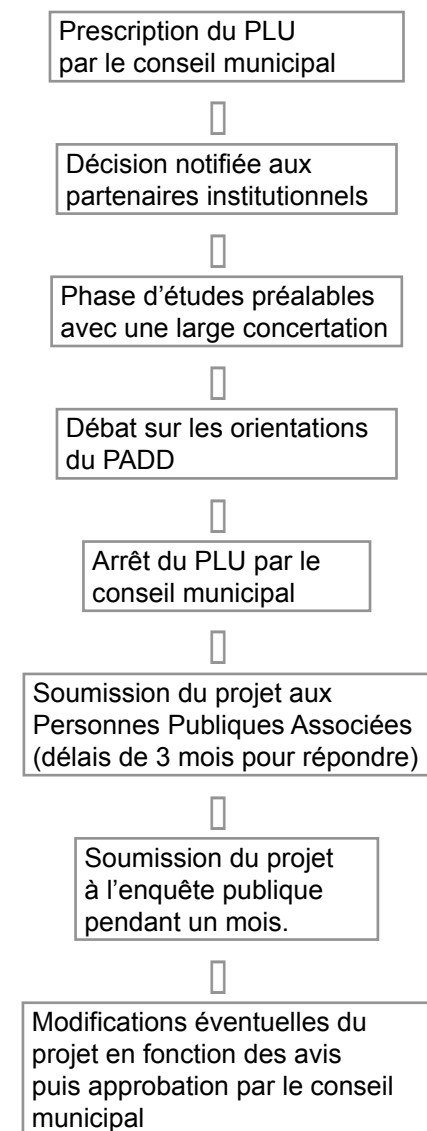 Prescription du PLU
par le conseil municipal
Décision notifiée aux
partenaires institutionnels
Phase d’études préalables
avec une large concertation
Débat sur les orientations
du PADD
Arrêt du PLU par le
conseil municipal
Soumission du projet aux
Personnes Publiques Associées
(délais de 3 mois pour répondre)
Soumission du projet
à l’enquête publique
pendant un mois.
Modifications éventuelles du
projet en fonction des avis
puis approbation par le conseil
municipal